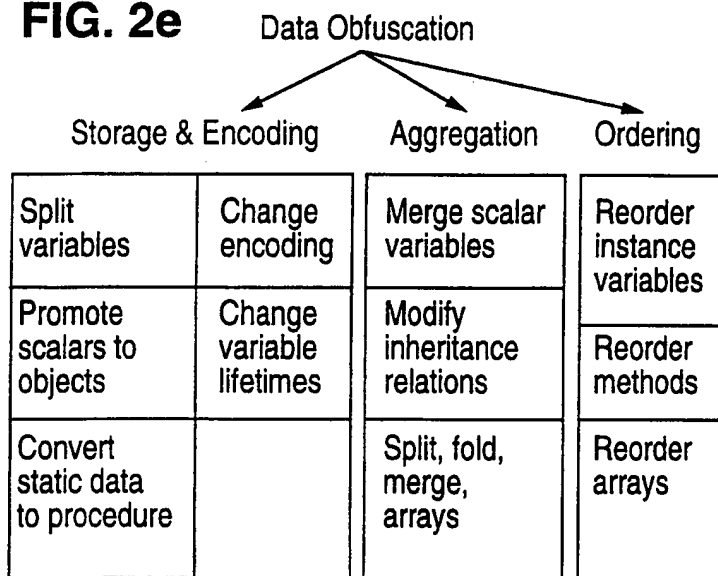 FIG. 2e
Data Obfuscation
Storage & Encoding
Aggregation
Ordering
Split
variables
Change
encoding
Merge scalar
variables
Reorder
instance
variables
Promote
scalars to
objects
Change
variable
lifetimes
Modify
inheritance
relations
Reorder
methods
Convert
static data
to procedure
Split, fold,
merge,
arrays
Reorder
arrays